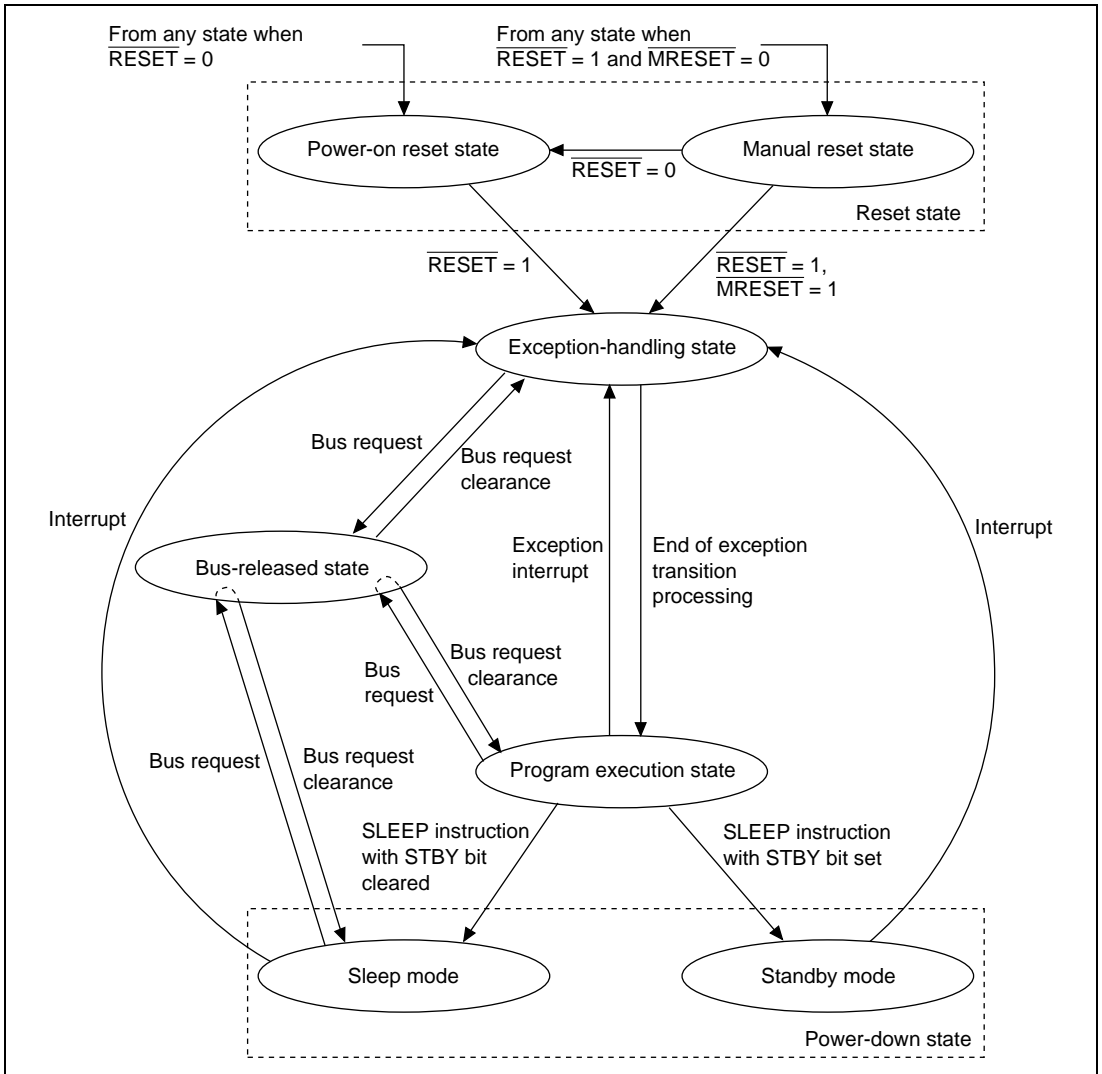 From any state when
RESET = 0
From any state when
RESET = 1 and MRESET = 0
Power-on reset state
Manual reset state
RESET = 0
Reset state
RESET = 1
RESET = 1,
MRESET = 1
Exception-handling state
Bus request
Bus request
clearance
Interrupt
Interrupt
Exception
interrupt
End of exception
transition
processing
Bus-released state
Bus request
clearance
Bus
request
Bus request
Bus request
clearance
Program execution state
SLEEP instruction
with STBY bit
cleared
SLEEP instruction
with STBY bit set
Sleep mode
Standby mode
Power-down state